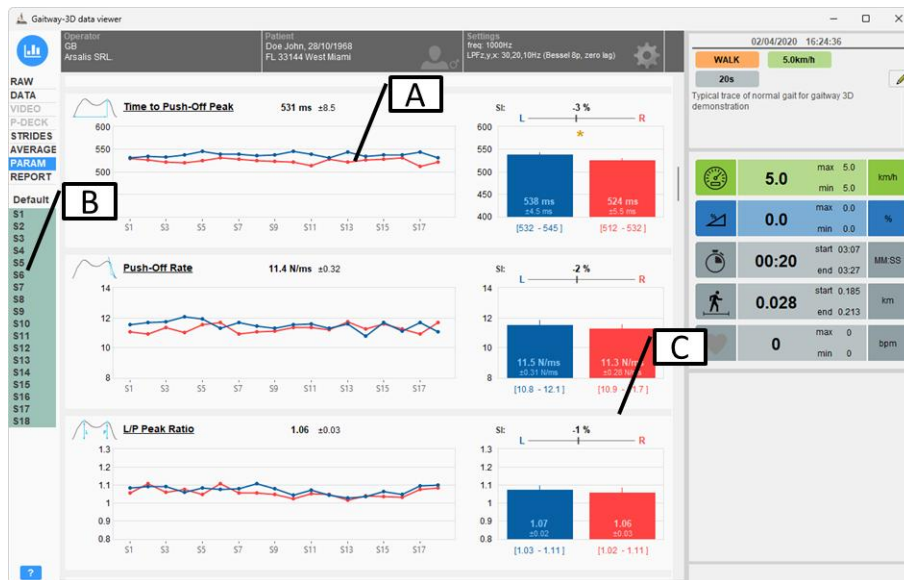 Gaitway-3D data viewer
Operator
GB
Arsalis SRL.
Patient
Doe John, 28/10/1968
FL 33144 West Miami
Settings
freq: 1000Hz
LPFz,y,x: 30,20,10Hz (Bessel 8p, zero lag)
02/04/2020 16:24:36
WALK 5.0km/h
20s
Typical trace of normal gait for gaitway 3D
demonstration
RAW
DATA
VIDEO
P-DECK
STRIDES
AVERAGE
PARAM
REPORT
Default
S1
S2
S3
S4
S5
S6
S7
S8
S9
S10
S11
S12
S13
S14
S15
S16
S17
S18
?
A
B
C
Time to Push-Off Peak 531 ms ±8.5
600
550
500
S1 S3 S5 S7 S9 S11 S13 S15 S17
SI: -3 %
L R
*
600
550
500
450
400
538 ms
±4.5 ms
524 ms
±5.5 ms
[532 - 545] [512 - 532]
Push-Off Rate 11.4 N/ms ±0.32
14
12
10
8
S1 S3 S5 S7 S9 S11 S13 S15 S17
SI: -2 %
L R
14
12
10
8
11.5 N/ms
±0.31 N/ms
11.3 N/ms
±0.28 N/ms
[10.8 - 12.1] [10.9 - 11.7]
L/P Peak Ratio 1.06 ±0.03
1.3
1.2
1.1
1
0.9
0.8
S1 S3 S5 S7 S9 S11 S13 S15 S17
SI: -1 %
L R
1.3
1.2
1.1
1
0.9
0.8
1.07
±0.02
1.06
±0.03
[1.03 - 1.11] [1.02 - 1.11]
5.0 max 5.0 min 5.0 km/h
0.0 max 0.0 min 0.0 %
00:20 start 03:07 end 03:27 MM:SS
0.028 start 0.185 end 0.213 km
0 max 0 min 0 bpm